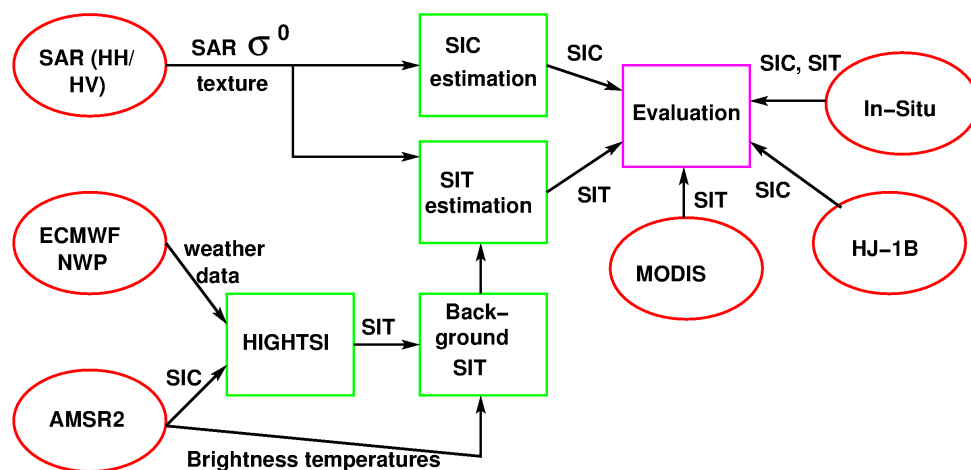 SAR (HH/
HV)
SAR σ⁰
texture
SIC
estimation
SIC
Evaluation
SIC, SIT
In−Situ
SIT
estimation
SIT
SIT
MODIS
SIC
HJ−1B
ECMWF
NWP
weather
data
HIGHTSI
SIT
Back−
ground
SIT
SIC
AMSR2
Brightness temperatures